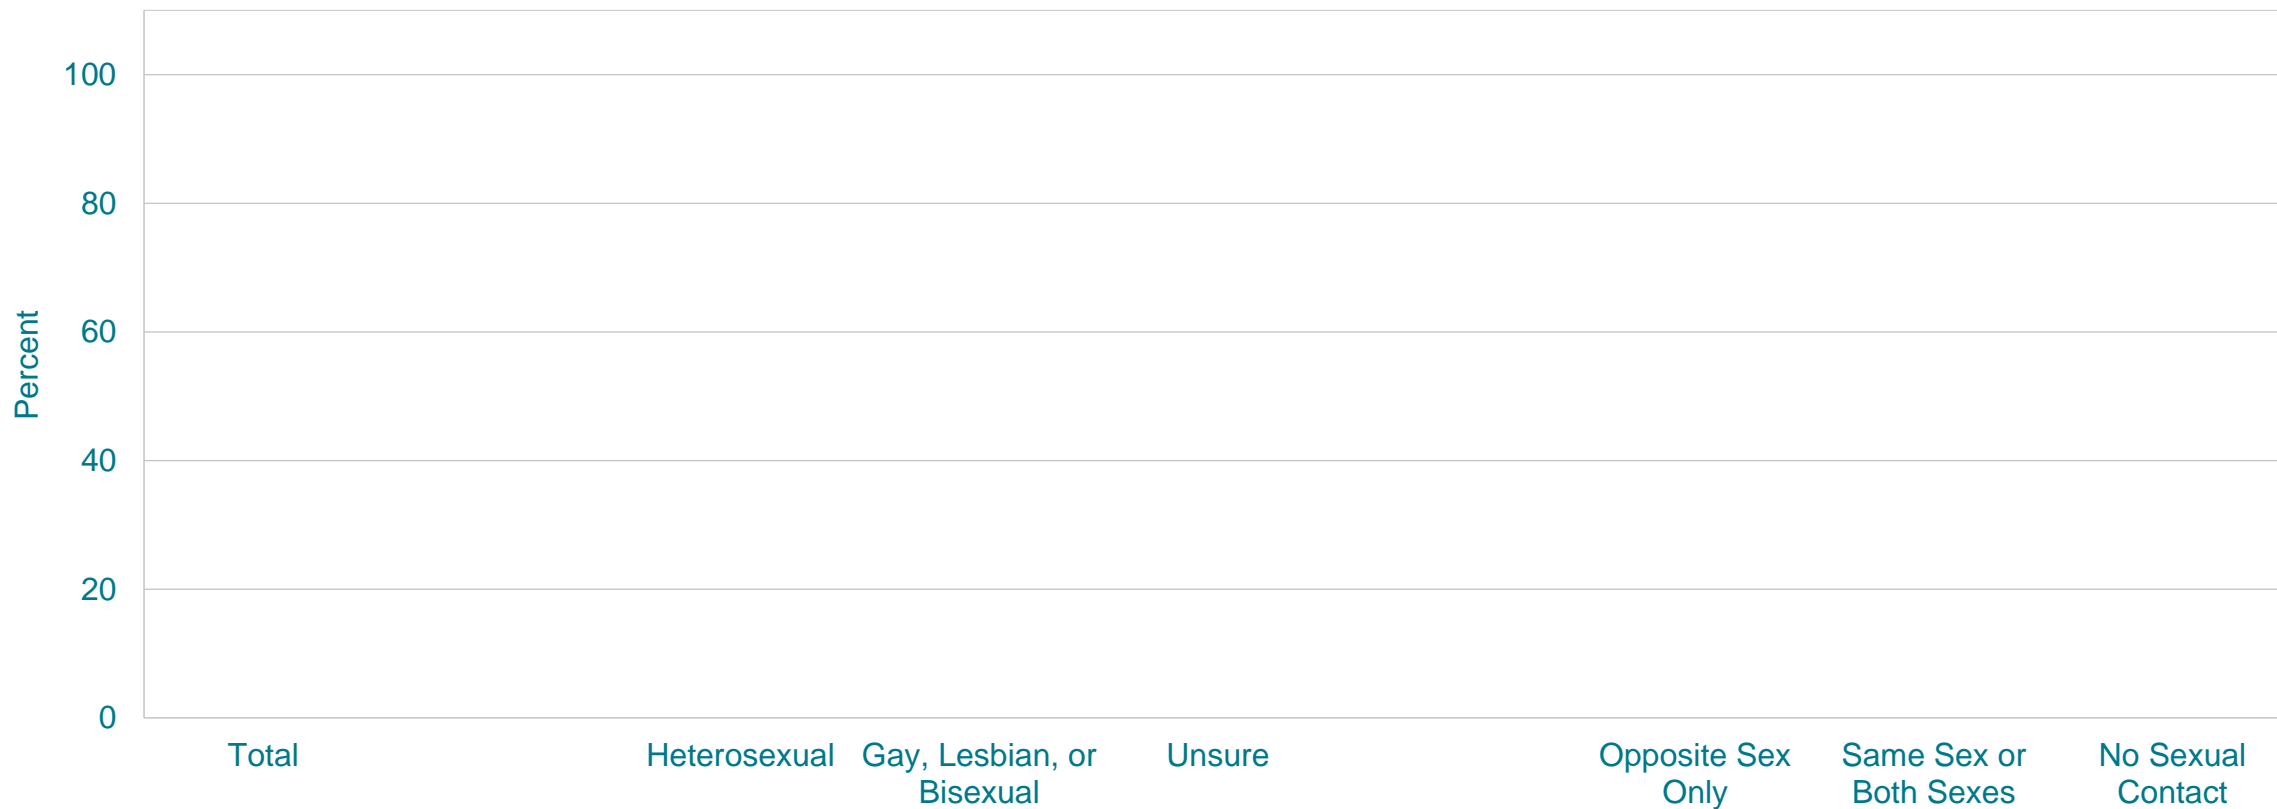 Percent
100
80
60
40
20
0
Total
Heterosexual
Gay, Lesbian, or
Bisexual
Unsure
Opposite Sex
Only
Same Sex or
Both Sexes
No Sexual
Contact